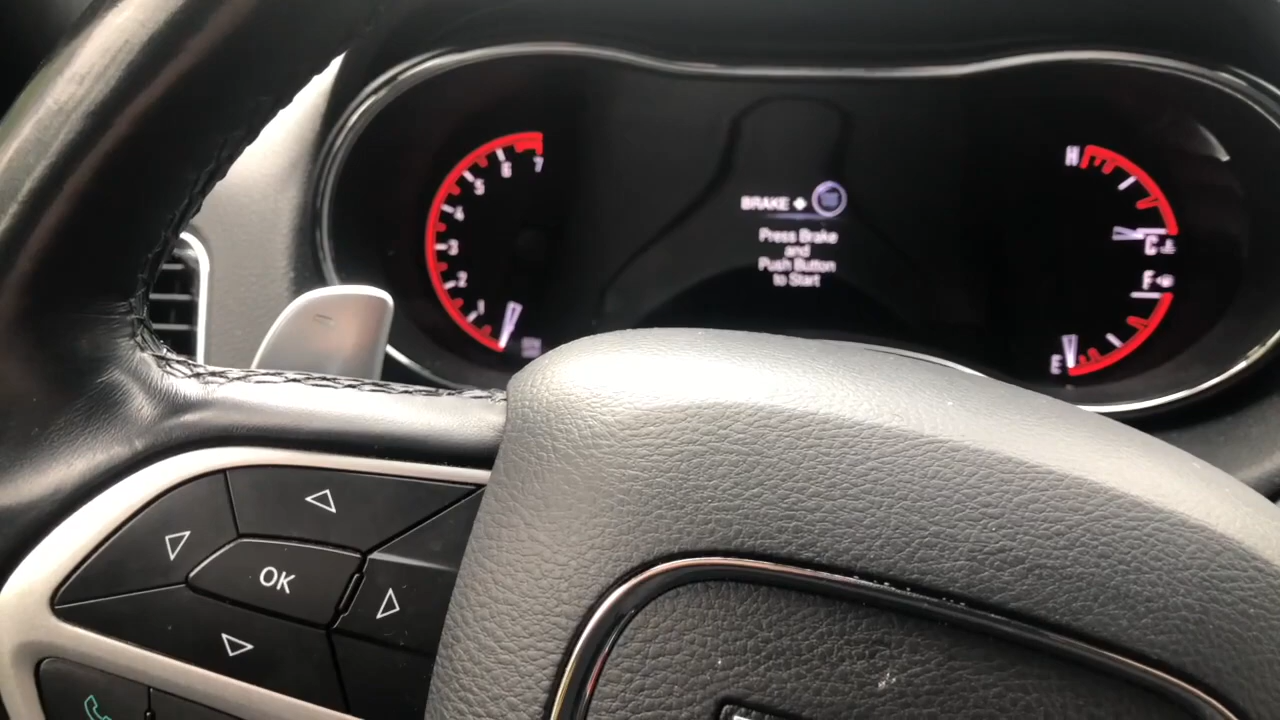 7
6
5
4
3
2
1
BRAKE +
Press Brake
and
Push Button
to Start
H
C
F
E
OK